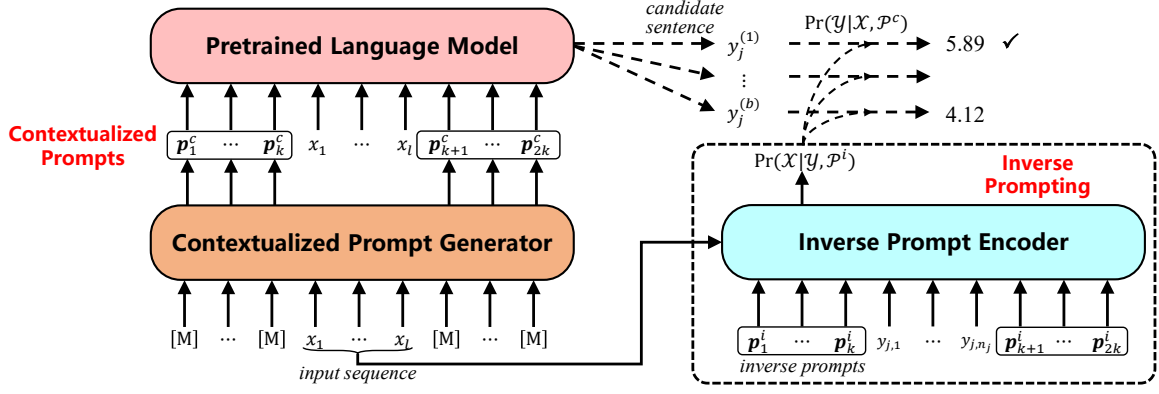 candidate
sentence
Pr(𝒴|𝒳, 𝒫ᶜ)
Pretrained Language Model
y_j^(1)
5.89 ✓
⋮
y_j^(b)
4.12
Contextualized
Prompts
p_1^c ⋯ p_k^c x_1 ⋯ x_l p_{k+1}^c ⋯ p_{2k}^c
Pr(𝒳|𝒴, 𝒫ⁱ)
Inverse
Prompting
Contextualized Prompt Generator
Inverse Prompt Encoder
[M] ⋯ [M] x_1 ⋯ x_l [M] ⋯ [M]
input sequence
p_1^i ⋯ p_k^i y_{j,1} ⋯ y_{j,n_j} p_{k+1}^i ⋯ p_{2k}^i
inverse prompts